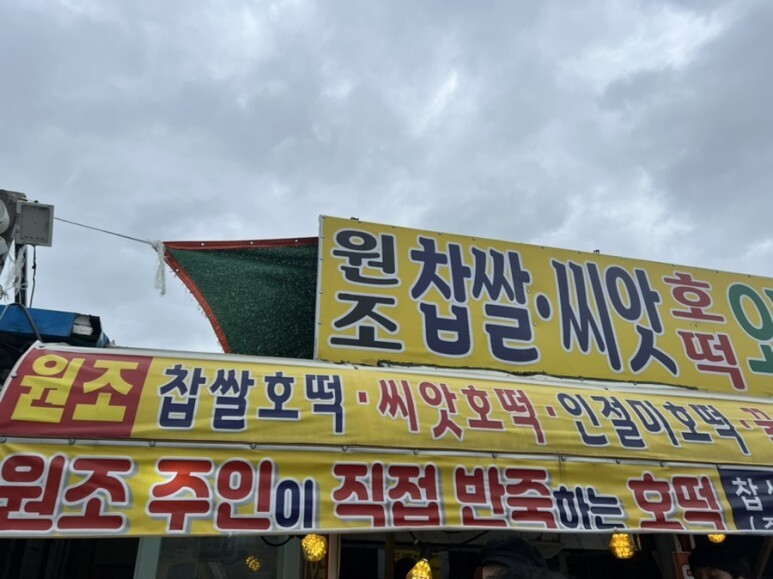 원조 찹쌀·씨앗 호떡
원조 찹쌀호떡·씨앗호떡·인절미호떡·
원조 주인이 직접 반죽하는 호떡